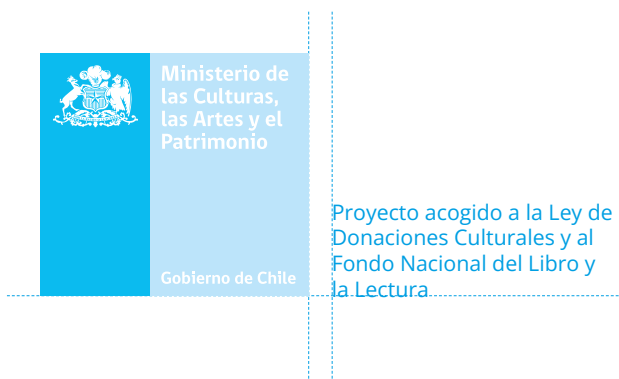 Ministerio de
las Culturas,
las Artes y el
Patrimonio
Gobierno de Chile
Proyecto acogido a la Ley de
Donaciones Culturales y al
Fondo Nacional del Libro y
la Lectura